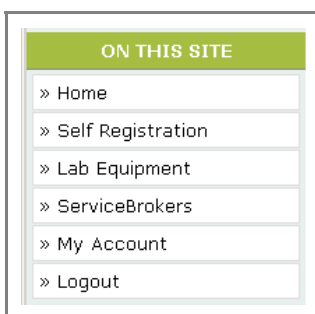 ON THIS SITE
» Home
» Self Registration
» Lab Equipment
» ServiceBrokers
» My Account
» Logout